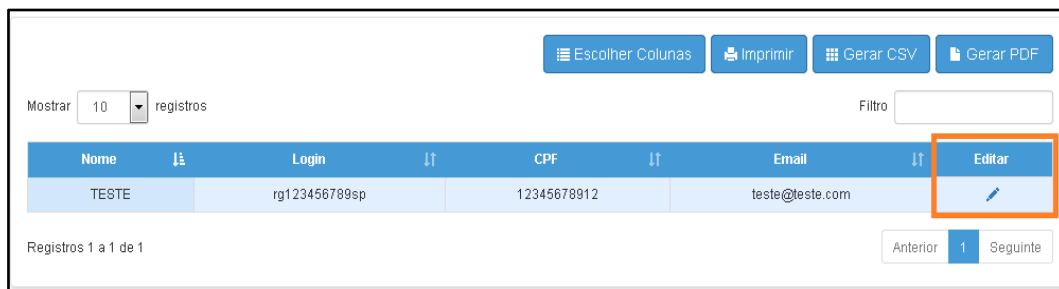 Escolher Colunas Imprimir Gerar CSV Gerar PDF
Mostrar 10 registros Filtro
Nome Login CPF Email Editar
TESTE rg123456789sp 12345678912 teste@teste.com
Registros 1 a 1 de 1 Anterior 1 Seguinte